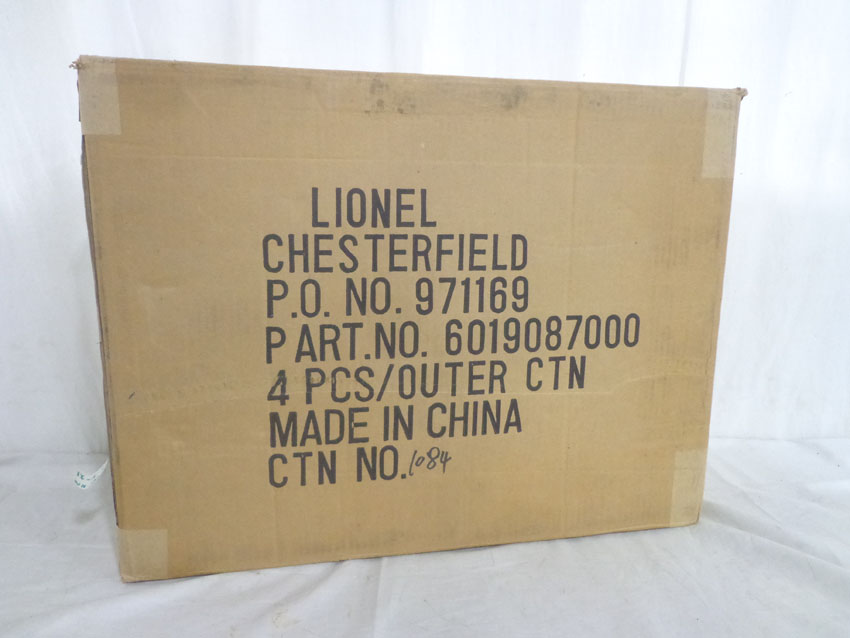 LIONEL
CHESTERFIELD
P.O. NO. 971169
PART.NO. 6019087000
4 PCS/OUTER CTN
MADE IN CHINA
CTN NO. 1084